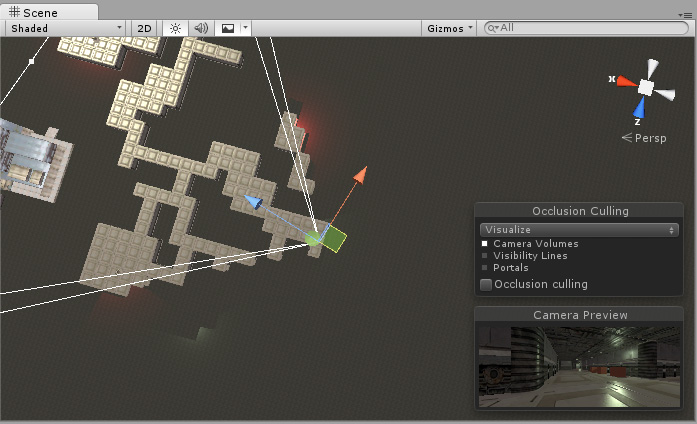 Scene
Shaded 2D Gizmos All
x
z
Persp
Occlusion Culling
Visualize
Camera Volumes
Visibility Lines
Portals
Occlusion culling
Camera Preview